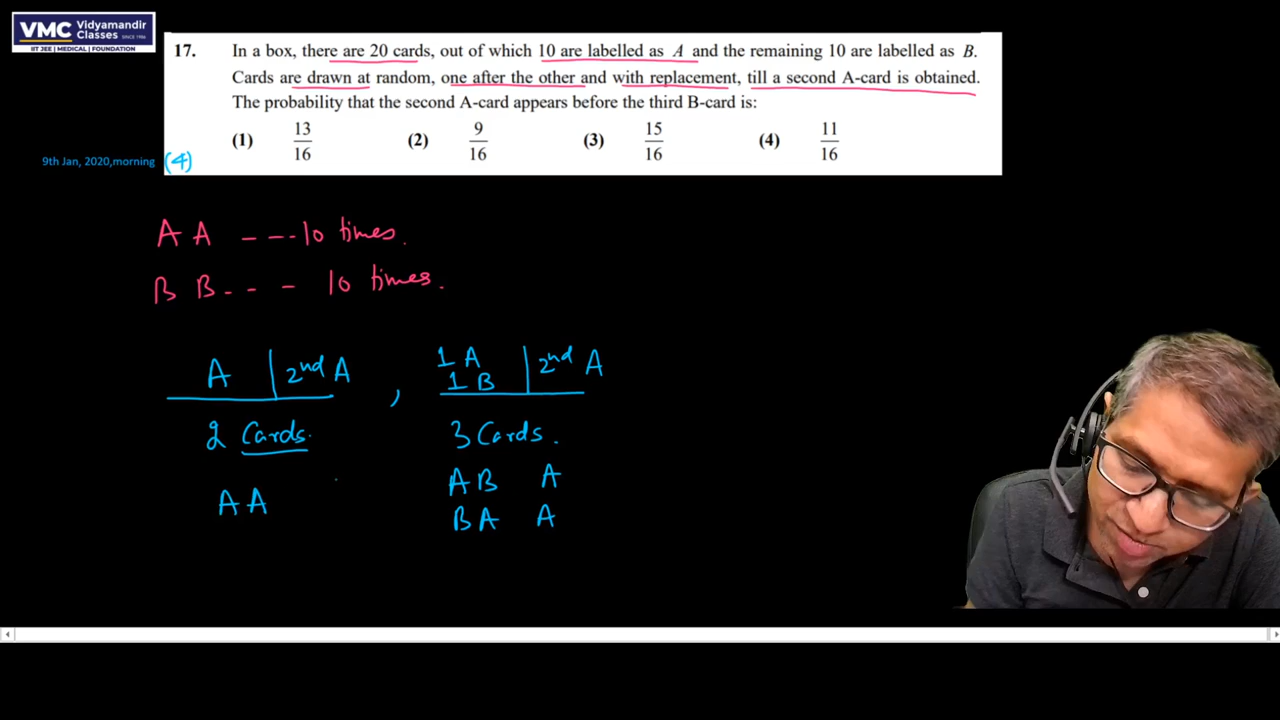 VMC Vidyamandir Classes
SINCE 1986
IIT JEE | MEDICAL | FOUNDATION
17. In a box, there are 20 cards, out of which 10 are labelled as A and the remaining 10 are labelled as B.
Cards are drawn at random, one after the other and with replacement, till a second A-card is obtained.
The probability that the second A-card appears before the third B-card is:
(1) 13/16 (2) 9/16 (3) 15/16 (4) 11/16
9th Jan, 2020,morning (4)
A A - - - 10 times.
B B - - - 10 times.
A | 2nd A , 1 A 1 B | 2nd A
2 Cards. 3 Cards.
A B A
A A
B A A